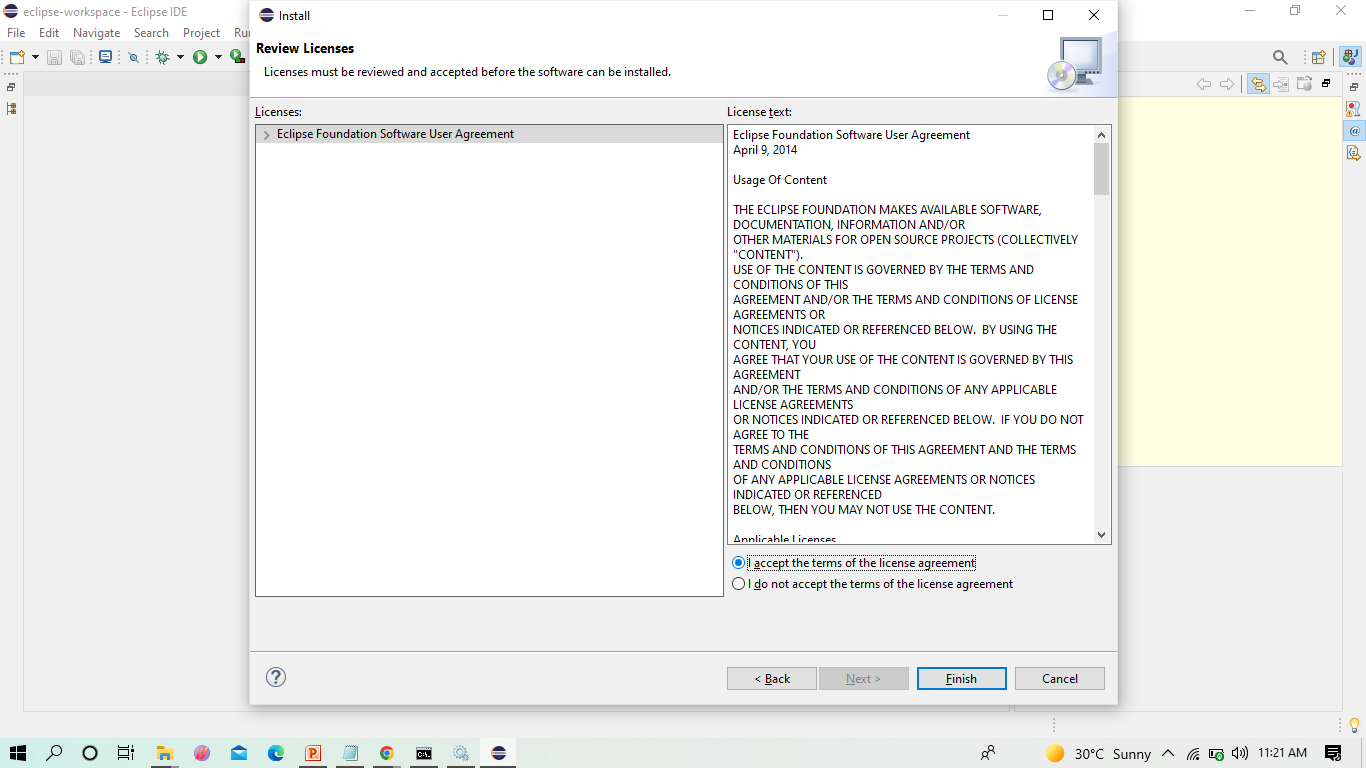 eclipse-workspace - Eclipse IDE
File Edit Navigate Search Project
Install
Review Licenses
Licenses must be reviewed and accepted before the software can be installed.
Licenses:
Eclipse Foundation Software User Agreement
License text:
Eclipse Foundation Software User Agreement
April 9, 2014
Usage Of Content
THE ECLIPSE FOUNDATION MAKES AVAILABLE SOFTWARE,
DOCUMENTATION, INFORMATION AND/OR
OTHER MATERIALS FOR OPEN SOURCE PROJECTS (COLLECTIVELY
"CONTENT").
USE OF THE CONTENT IS GOVERNED BY THE TERMS AND
CONDITIONS OF THIS
AGREEMENT AND/OR THE TERMS AND CONDITIONS OF LICENSE
AGREEMENTS OR
NOTICES INDICATED OR REFERENCED BELOW.  BY USING THE
CONTENT, YOU
AGREE THAT YOUR USE OF THE CONTENT IS GOVERNED BY THIS
AGREEMENT
AND/OR THE TERMS AND CONDITIONS OF ANY APPLICABLE
LICENSE AGREEMENTS
OR NOTICES INDICATED OR REFERENCED BELOW.  IF YOU DO NOT
AGREE TO THE
TERMS AND CONDITIONS OF THIS AGREEMENT AND THE TERMS
AND CONDITIONS
OF ANY APPLICABLE LICENSE AGREEMENTS OR NOTICES
INDICATED OR REFERENCED
BELOW, THEN YOU MAY NOT USE THE CONTENT.
Applicable Licenses
I accept the terms of the license agreement
I do not accept the terms of the license agreement
< Back Next > Finish Cancel
30°C Sunny 11:21 AM